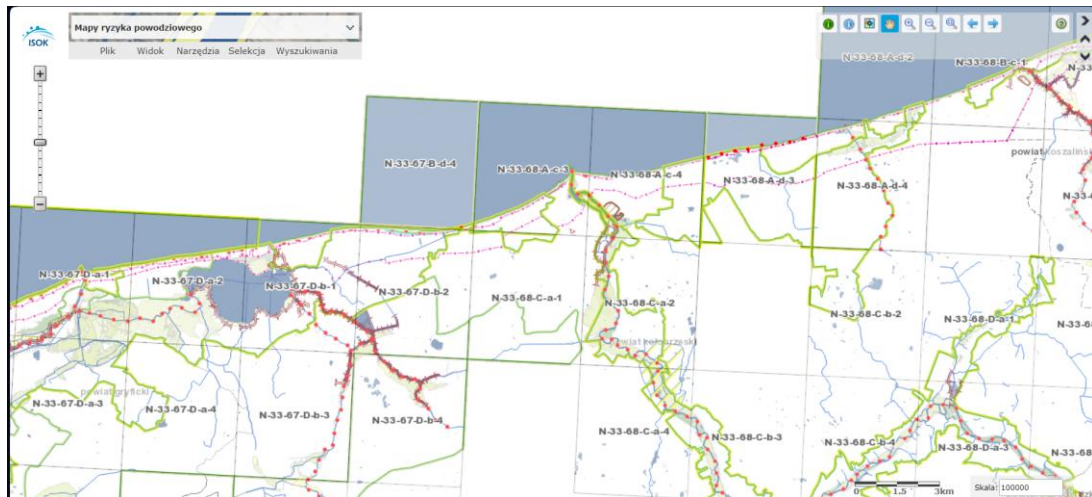 ISOK
Mapy ryzyka powodziowego
Plik Widok Narzędzia Selekcja Wyszukiwania
N-33-68-A-d-2
N-33-68-B-c-1
powiat koszaliński
N-33-67-B-d-4
N-33-68-A-c-3
N-33-68-A-c-4
N-33-68-A-d-3
N-33-68-A-d-4
N-33-67-D-a-1
N-33-67-D-a-2
N-33-67-D-b-1
N-33-67-D-b-2
N-33-68-C-a-1
N-33-68-C-a-2
N-33-68-C-b-2
N-33-68-D-a-1
powiat kołobrzeski
powiat gryficki
N-33-67-D-a-3
N-33-67-D-a-4
N-33-67-D-b-3
N-33-67-D-b-4
N-33-68-C-a-4
N-33-68-C-b-3
N-33-68-C-b-4
N-33-68-D-a-3
0 1.5 3km
Skala: 100000